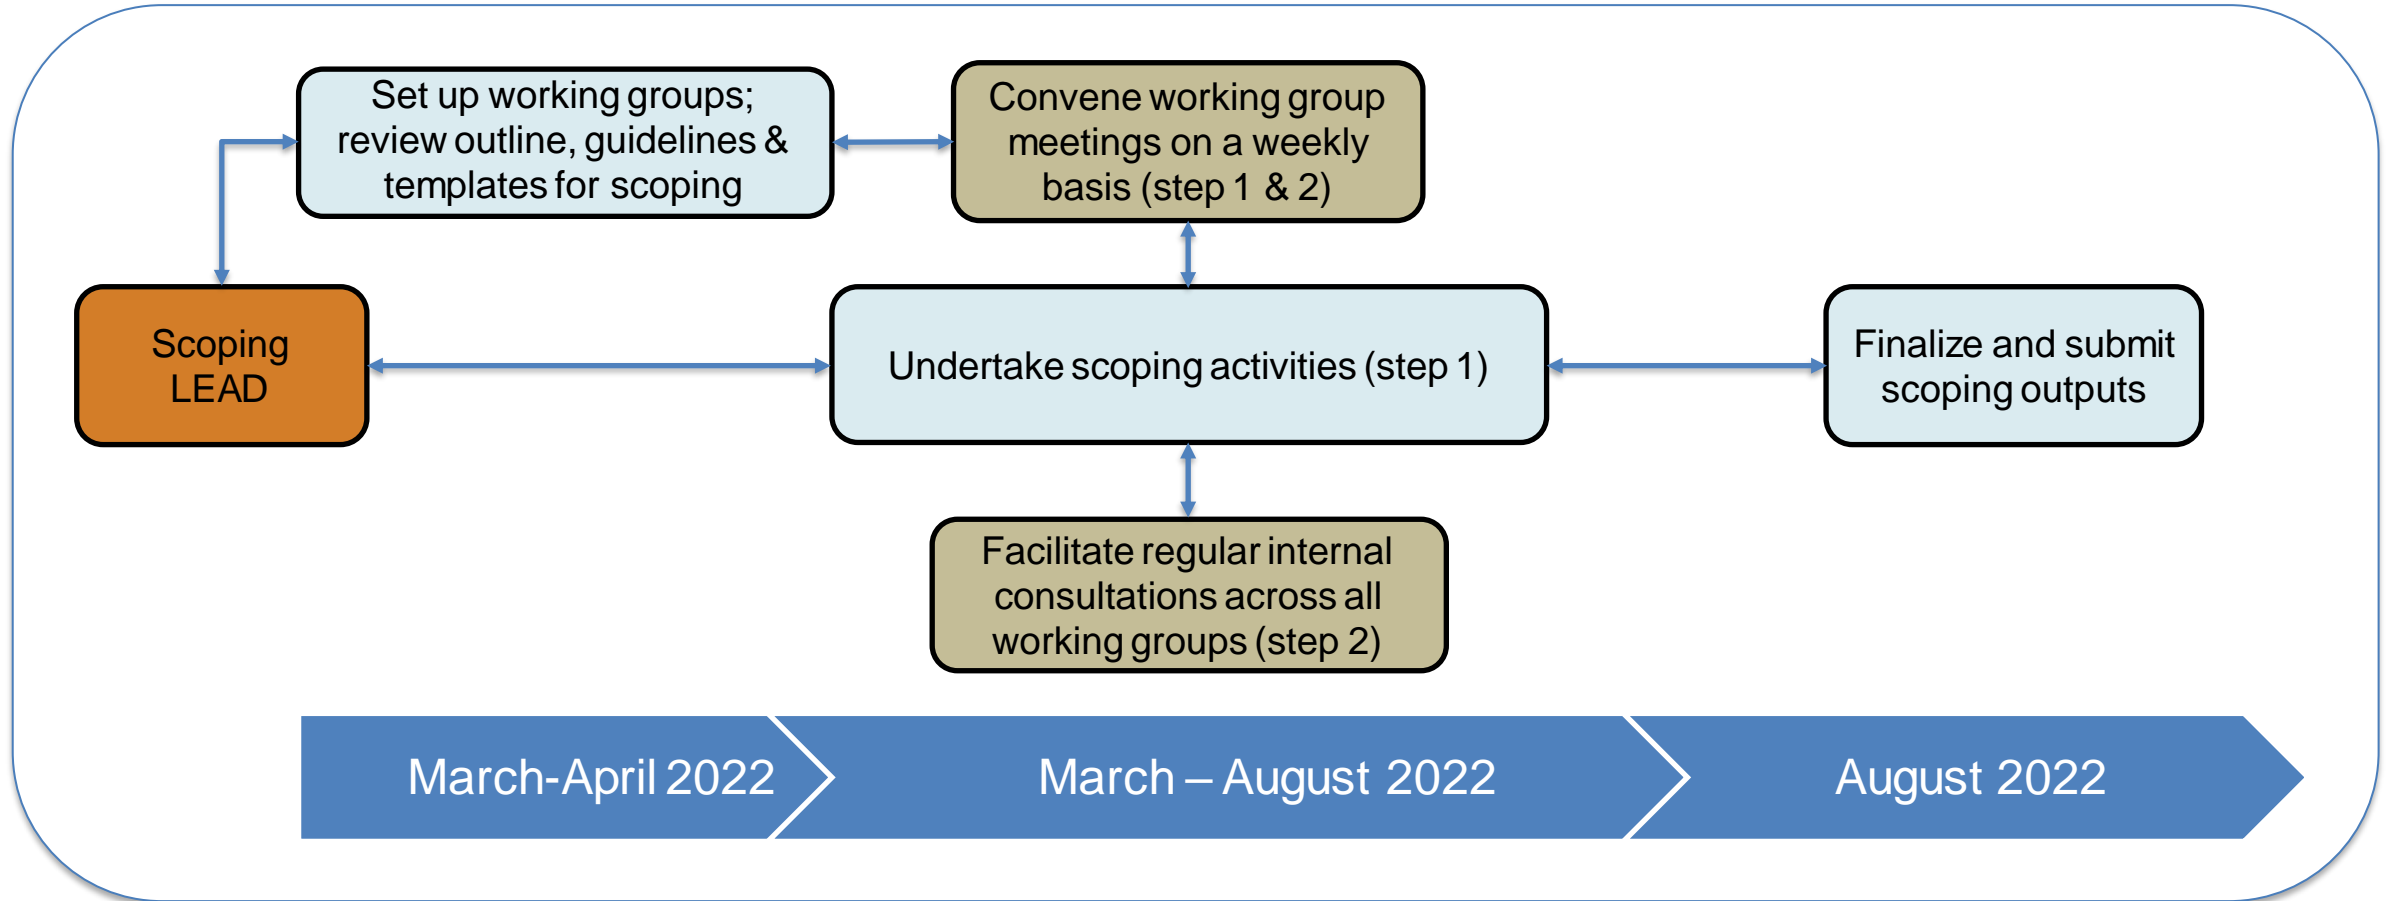 Set up working groups;
review outline, guidelines &
templates for scoping
Convene working group
meetings on a weekly
basis (step 1 & 2)
Scoping
LEAD
Undertake scoping activities (step 1)
Finalize and submit
scoping outputs
Facilitate regular internal
consultations across all
working groups (step 2)
March-April 2022
March – August 2022
August 2022